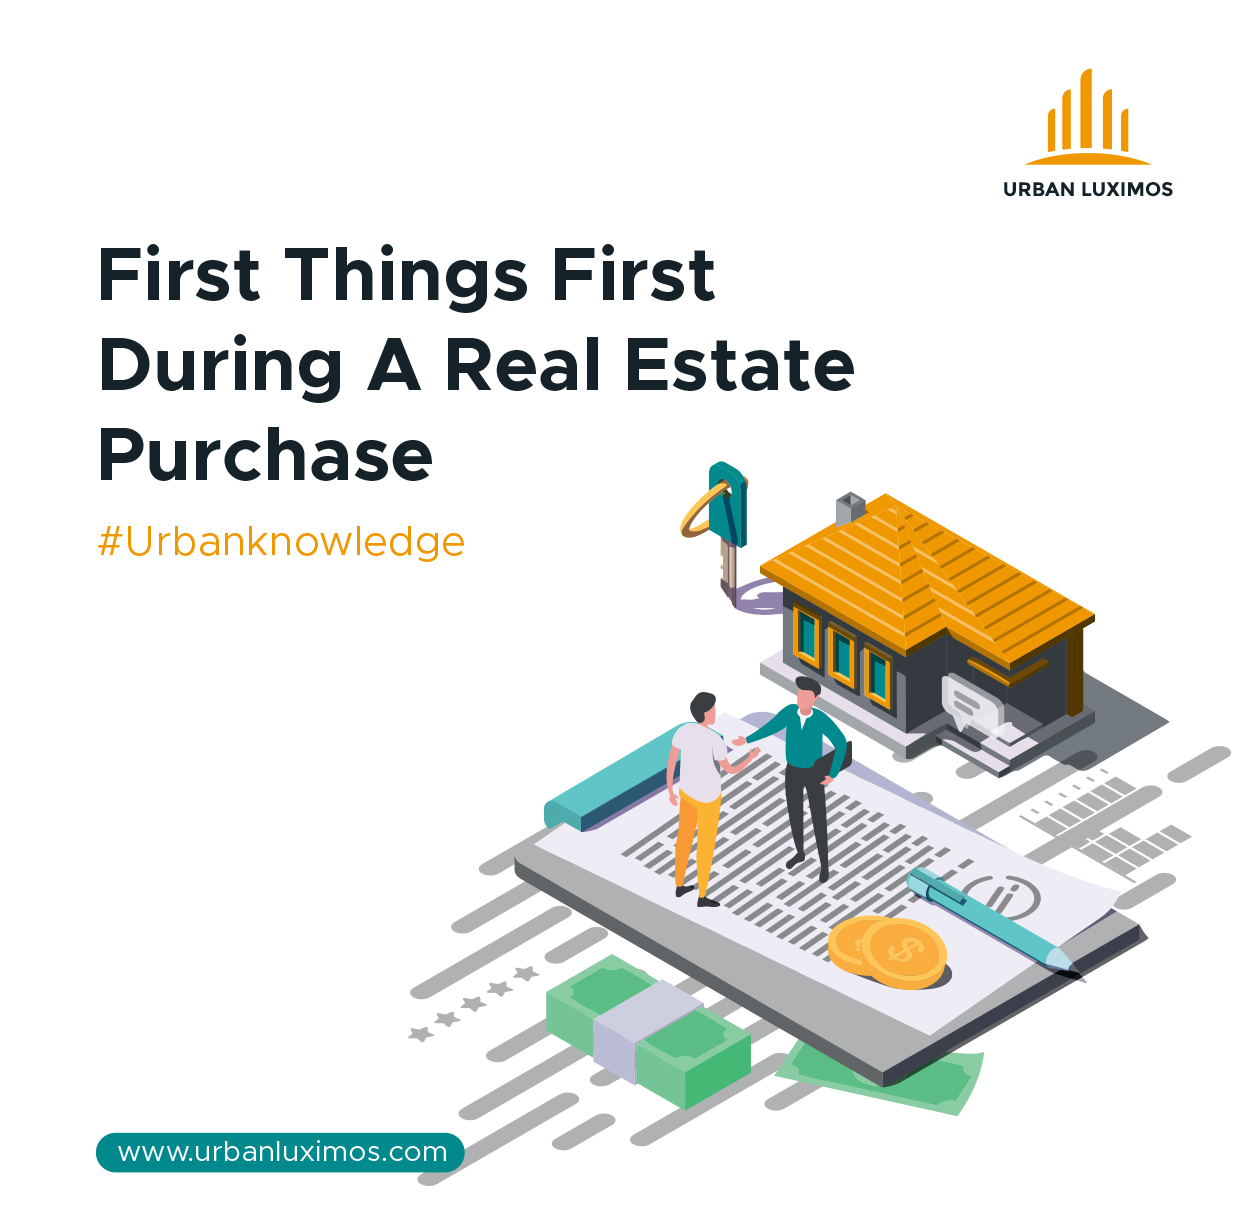 URBAN LUXIMOS
First Things First
During A Real Estate
Purchase
#Urbanknowledge
www.urbanluximos.com